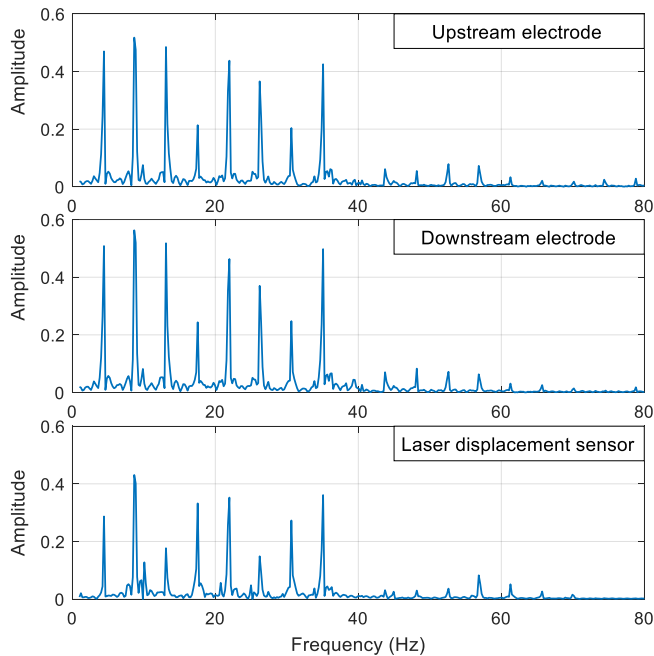 0.6
Upstream electrode
0.4
Amplitude
0.2
0
0 20 40 60 80
0.6
Downstream electrode
0.4
Amplitude
0.2
0
0 20 40 60 80
0.6
Laser displacement sensor
0.4
Amplitude
0.2
0
0 20 40 60 80
Frequency (Hz)